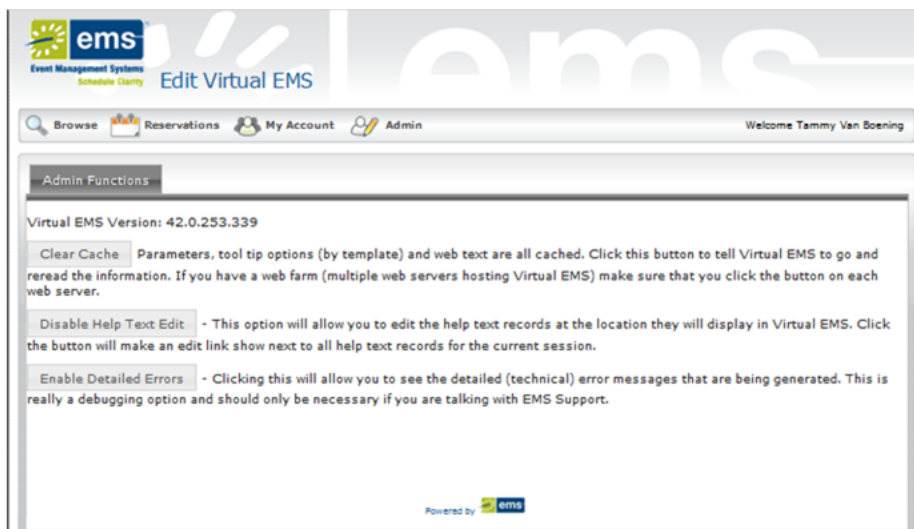 ems
Event Management Systems
Schedule Clarity
Edit Virtual EMS
Browse Reservations My Account Admin Welcome Tammy Van Boening
Admin Functions
Virtual EMS Version: 42.0.253.339
Clear Cache Parameters, tool tip options (by template) and web text are all cached. Click this button to tell Virtual EMS to go and
reread the information. If you have a web farm (multiple web servers hosting Virtual EMS) make sure that you click the button on each
web server.
Disable Help Text Edit - This option will allow you to edit the help text records at the location they will display in Virtual EMS. Click
the button will make an edit link show next to all help text records for the current session.
Enable Detailed Errors - Clicking this will allow you to see the detailed (technical) error messages that are being generated. This is
really a debugging option and should only be necessary if you are talking with EMS Support.
Powered by ems